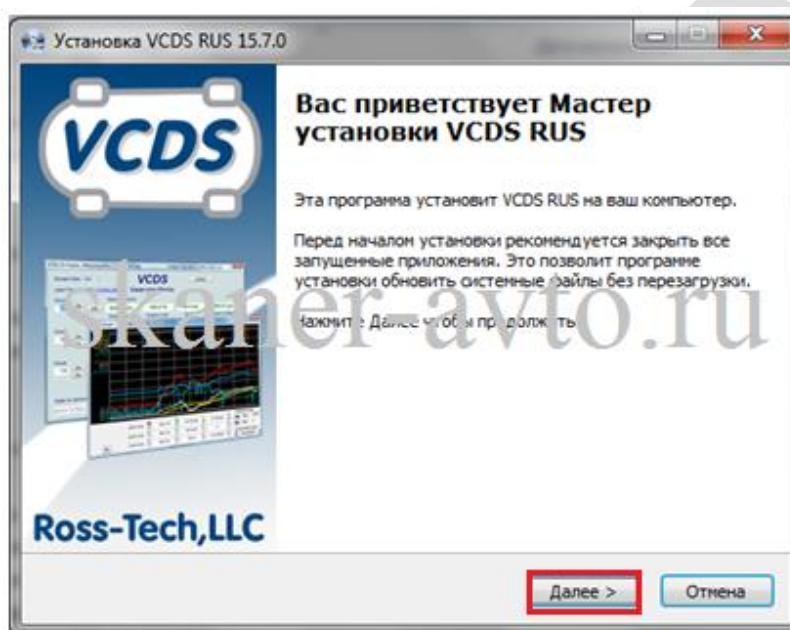 Установка VCDS RUS 15.7.0
VCDS
Вас приветствует Мастер
установки VCDS RUS
Эта программа установит VCDS RUS на ваш компьютер.
Перед началом установки рекомендуется закрыть все
запущенные приложения. Это позволит программе
установки обновить системные файлы без перезагрузки.
Нажмите Далее чтобы продолжить
skaner-avto.ru
VCDS
Ross-Tech,LLC
Далее >
Отмена